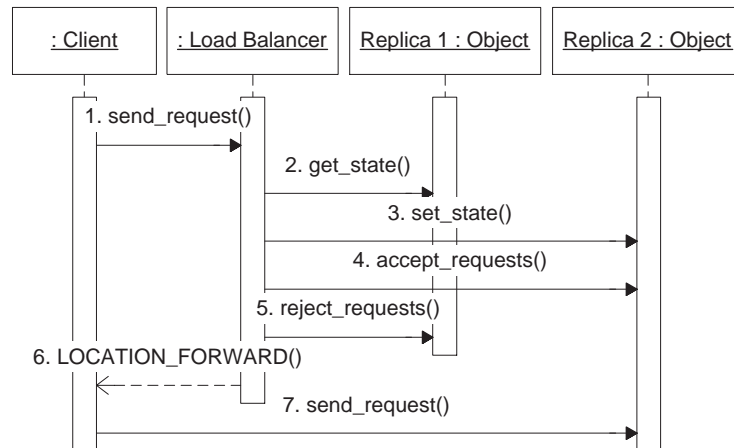 : Client
: Load Balancer
Replica 1 : Object
Replica 2 : Object
1. send_request()
2. get_state()
3. set_state()
4. accept_requests()
5. reject_requests()
6. LOCATION_FORWARD()
7. send_request()